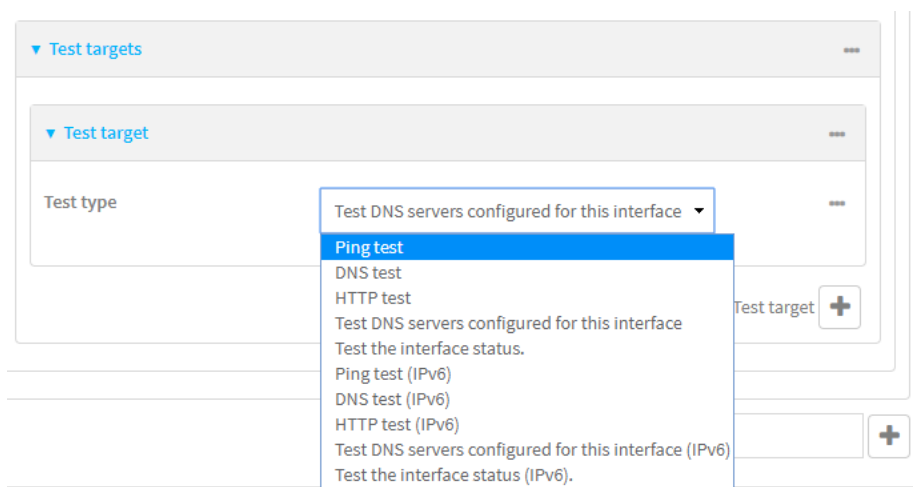 Test targets
Test target
Test type
Test DNS servers configured for this interface
Ping test
DNS test
HTTP test
Test DNS servers configured for this interface
Test the interface status.
Ping test (IPv6)
DNS test (IPv6)
HTTP test (IPv6)
Test DNS servers configured for this interface (IPv6)
Test the interface status (IPv6).
Test target